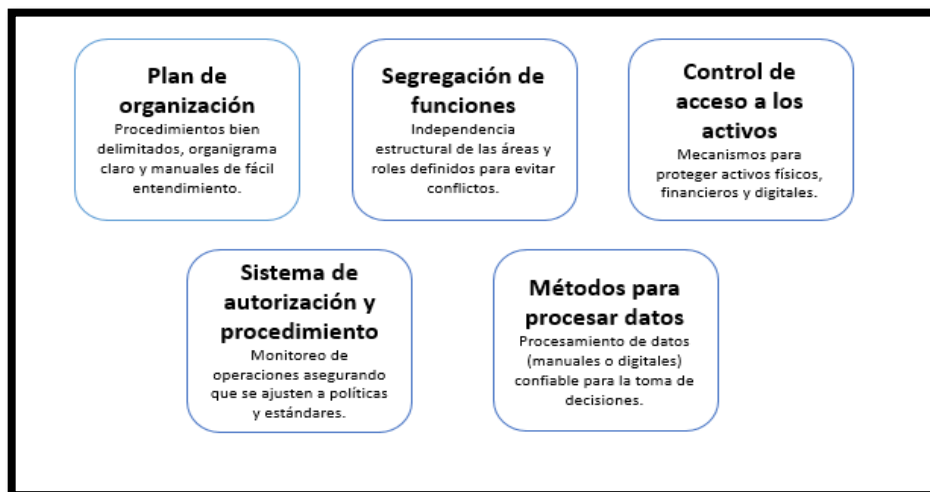 Plan de
organización
Procedimientos bien
delimitados, organigrama
claro y manuales de fácil
entendimiento.
Segregación de
funciones
Independencia
estructural de las áreas y
roles definidos para evitar
conflictos.
Control de
acceso a los
activos
Mecanismos para
proteger activos físicos,
financieros y digitales.
Sistema de
autorización y
procedimiento
Monitoreo de
operaciones asegurando
que se ajusten a políticas
y estándares.
Métodos para
procesar datos
Procesamiento de datos
(manuales o digitales)
confiable para la toma de
decisiones.